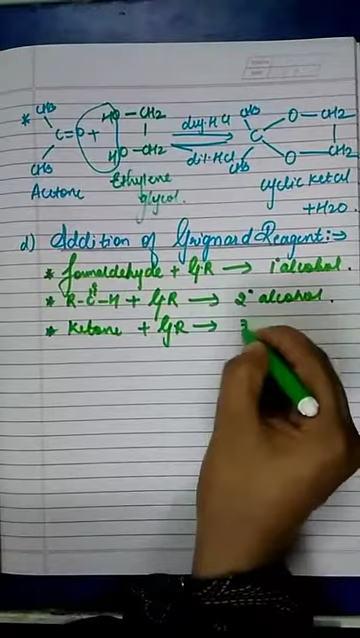 * CH3 HO—CH2 dry HCl CH3 O—CH2
C=O +
CH3 HO—CH2 dil.HCl CH3 C O CH2
Acetone Ethylene glycol. cyclic Ketal
+H2O
d) Addition of Grignard Reagent:→
* formaldehyde + GR → 1° alcohol.
* R-C-H + GR → 2° alcohol.
O
* Ketone + GR → 3